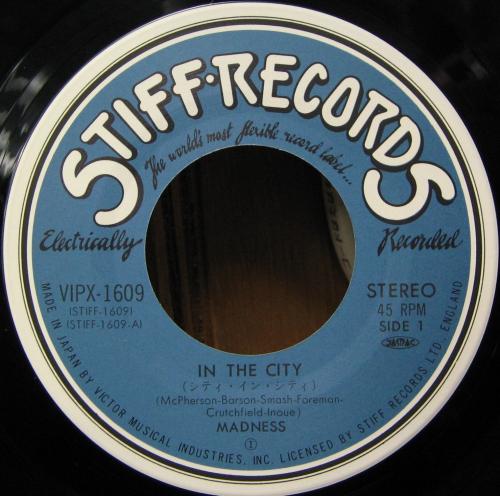 STIFF·RECORDS
The world's most flexible record label...
Electrically Recorded
VIPX-1609
(STIFF-1609)
(STIFF-1609-A)
STEREO
45 RPM
SIDE 1
JASRAC
IN THE CITY
(シティ・イン・シティ)
(McPherson-Barson-Smash-Foreman-
Crutchfield-Inoue)
MADNESS
Ⓘ
MADE IN JAPAN BY VICTOR MUSICAL INDUSTRIES, INC. LICENSED BY STIFF RECORDS LTD. ENGLAND